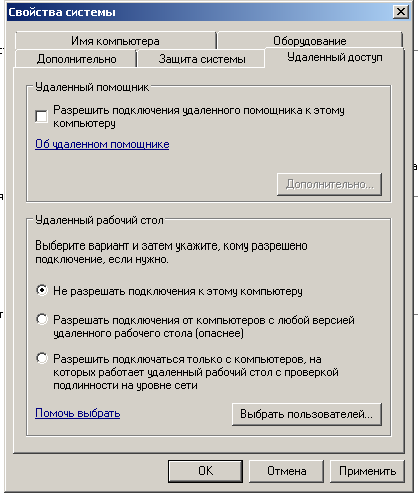 Свойства системы
Имя компьютера
Оборудование
Дополнительно
Защита системы
Удаленный доступ
Удаленный помощник
Разрешить подключения удаленного помощника к этому
компьютеру
Об удаленном помощнике
Дополнительно...
Удаленный рабочий стол
Выберите вариант и затем укажите, кому разрешено
подключение, если нужно.
Не разрешать подключения к этому компьютеру
Разрешать подключения от компьютеров с любой версией
удаленного рабочего стола (опаснее)
Разрешить подключаться только с компьютеров, на
которых работает удаленный рабочий стол с проверкой
подлинности на уровне сети
Помочь выбрать
Выбрать пользователей...
ОК
Отмена
Применить